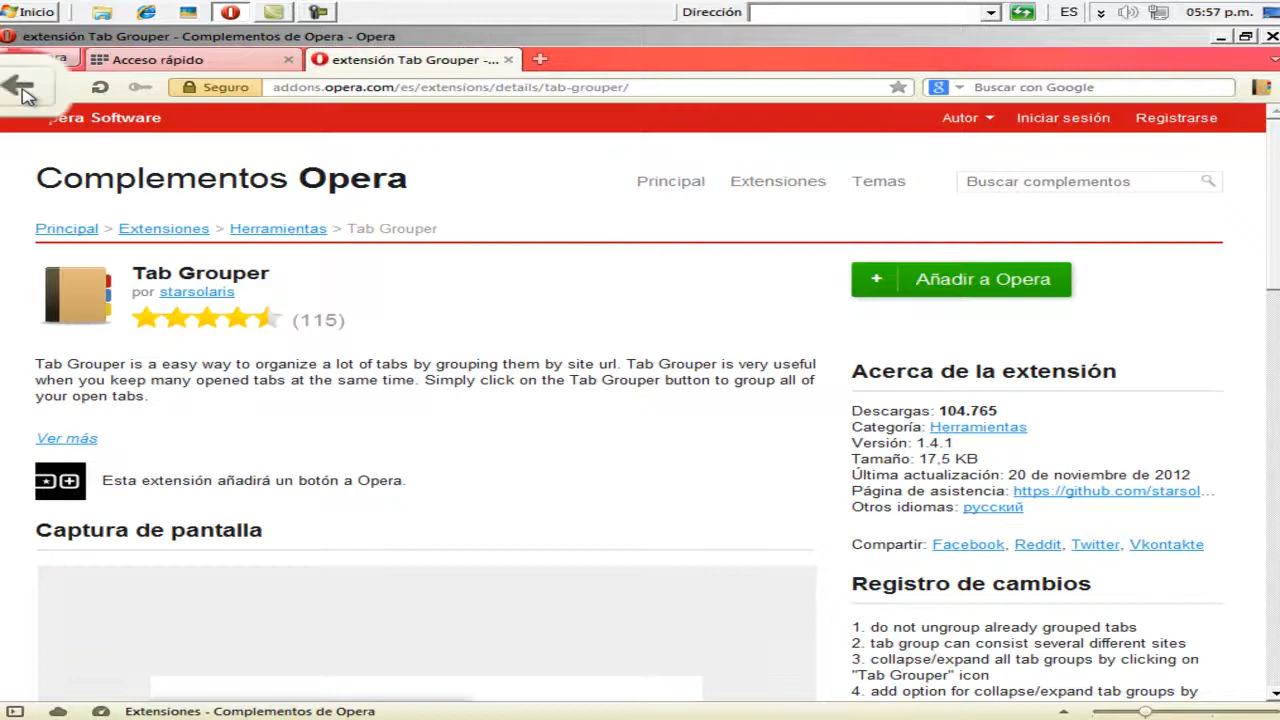 Inicio
Dirección
ES
05:57 p.m.
extensión Tab Grouper - Complementos de Opera - Opera
Acceso rápido
extensión Tab Grouper -...
Seguro
addons.opera.com/es/extensions/details/tab-grouper/
Buscar con Google
pera Software
Autor
Iniciar sesión
Registrarse
Complementos Opera
Principal
Extensiones
Temas
Buscar complementos
Principal > Extensiones > Herramientas > Tab Grouper
Tab Grouper
por starsolaris
(115)
+ Añadir a Opera
Tab Grouper is a easy way to organize a lot of tabs by grouping them by site url. Tab Grouper is very useful
when you keep many opened tabs at the same time. Simply click on the Tab Grouper button to group all of
your open tabs.
Ver más
Esta extensión añadirá un botón a Opera.
Captura de pantalla
Acerca de la extensión
Descargas: 104.765
Categoría: Herramientas
Versión: 1.4.1
Tamaño: 17,5 KB
Última actualización: 20 de noviembre de 2012
Página de asistencia: https://github.com/starsol...
Otros idiomas: русский
Compartir: Facebook, Reddit, Twitter, Vkontakte
Registro de cambios
1. do not ungroup already grouped tabs
2. tab group can consist several different sites
3. collapse/expand all tab groups by clicking on
"Tab Grouper" icon
4. add option for collapse/expand tab groups by
Extensiones - Complementos de Opera